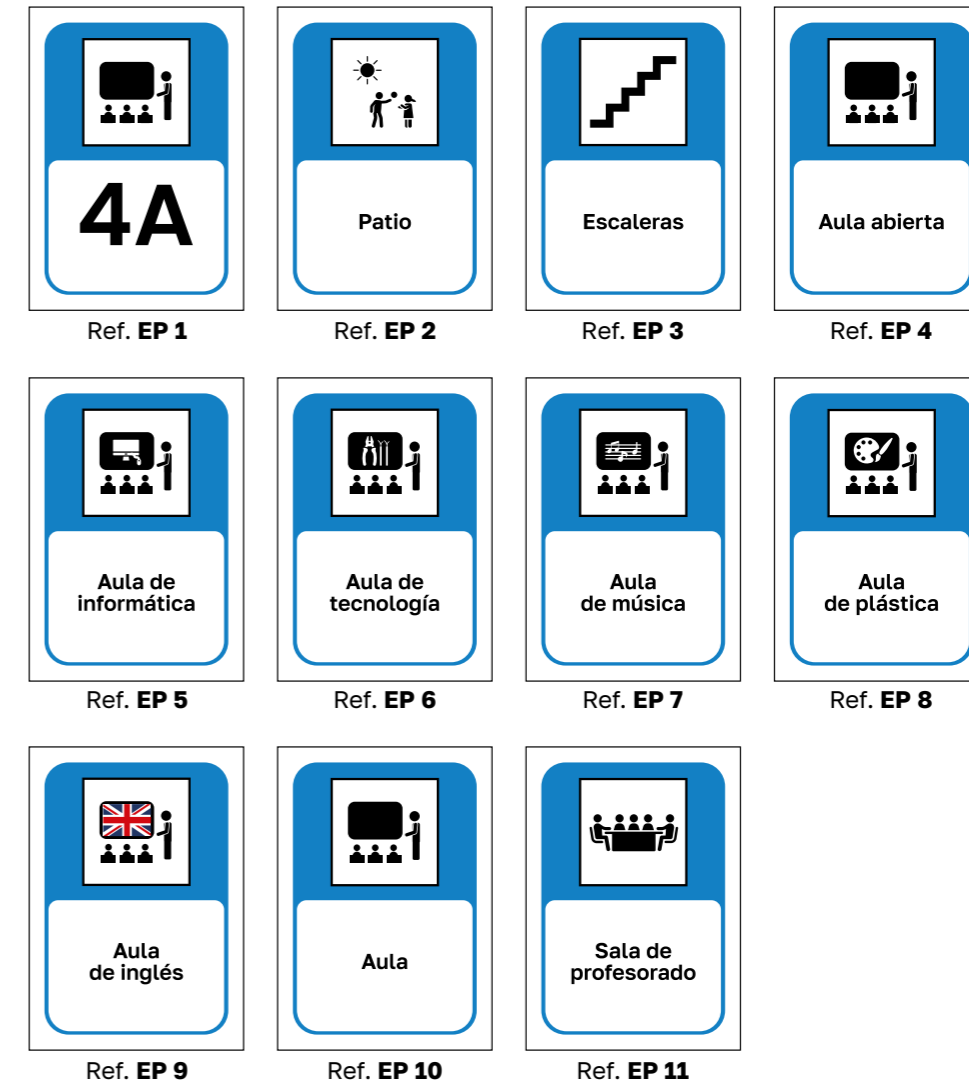 4A
Patio
Escaleras
Aula abierta
Ref. EP 1
Ref. EP 2
Ref. EP 3
Ref. EP 4
Aula de
informática
Aula de
tecnología
Aula
de música
Aula
de plástica
Ref. EP 5
Ref. EP 6
Ref. EP 7
Ref. EP 8
Aula
de inglés
Aula
Sala de
profesorado
Ref. EP 9
Ref. EP 10
Ref. EP 11